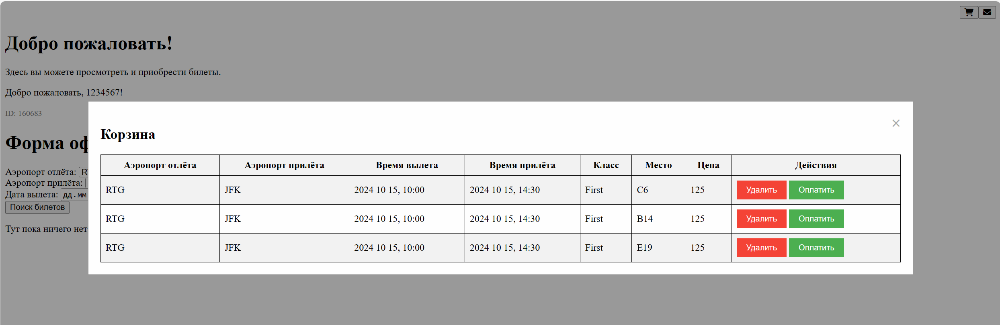 Добро пожаловать!
Здесь вы можете просмотреть и приобрести билеты.
Добро пожаловать, 1234567!
ID: 160683
Форма
Аэропорт отлёта:
Аэропорт прилёта:
Дата вылета: дд.мм
Поиск билетов
Тут пока ничего нет
×
Корзина
Аэропорт отлёта Аэропорт прилёта Время вылета Время прилёта Класс Место Цена Действия
RTG JFK 2024 10 15, 10:00 2024 10 15, 14:30 First C6 125 Удалить Оплатить
RTG JFK 2024 10 15, 10:00 2024 10 15, 14:30 First B14 125 Удалить Оплатить
RTG JFK 2024 10 15, 10:00 2024 10 15, 14:30 First E19 125 Удалить Оплатить